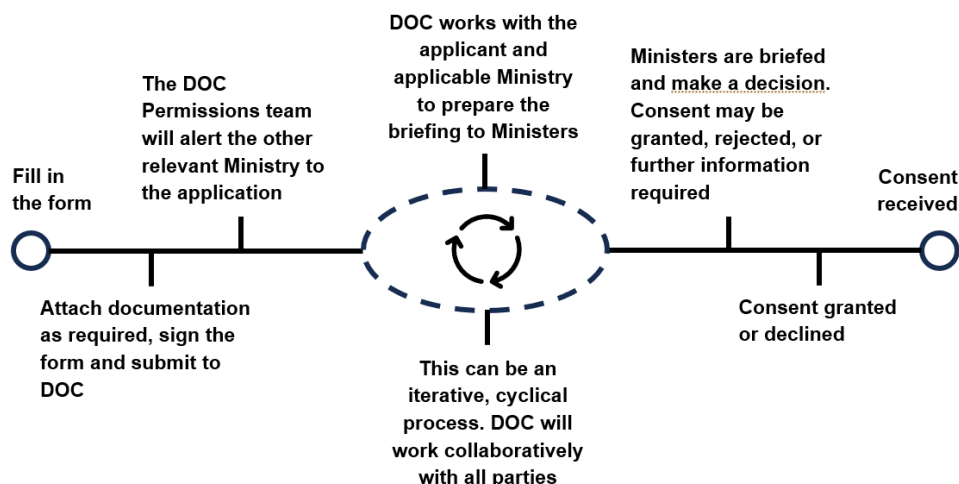 Fill in
the form
Attach documentation
as required, sign the
form and submit to
DOC
The DOC
Permissions team
will alert the other
relevant Ministry to
the application
DOC works with the
applicant and
applicable Ministry
to prepare the
briefing to Ministers
This can be an
iterative, cyclical
process. DOC will
work collaboratively
with all parties
Ministers are briefed
and make a decision.
Consent may be
granted, rejected, or
further information
required
Consent granted
or declined
Consent
received